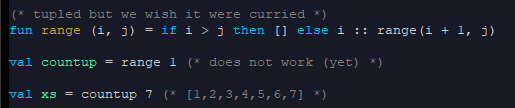 (* tupled but we wish it were curried *)
fun range (i, j) = if i > j then [] else i :: range(i + 1, j)
val countup = range 1 (* does not work (yet) *)
val xs = countup 7 (* [1,2,3,4,5,6,7] *)